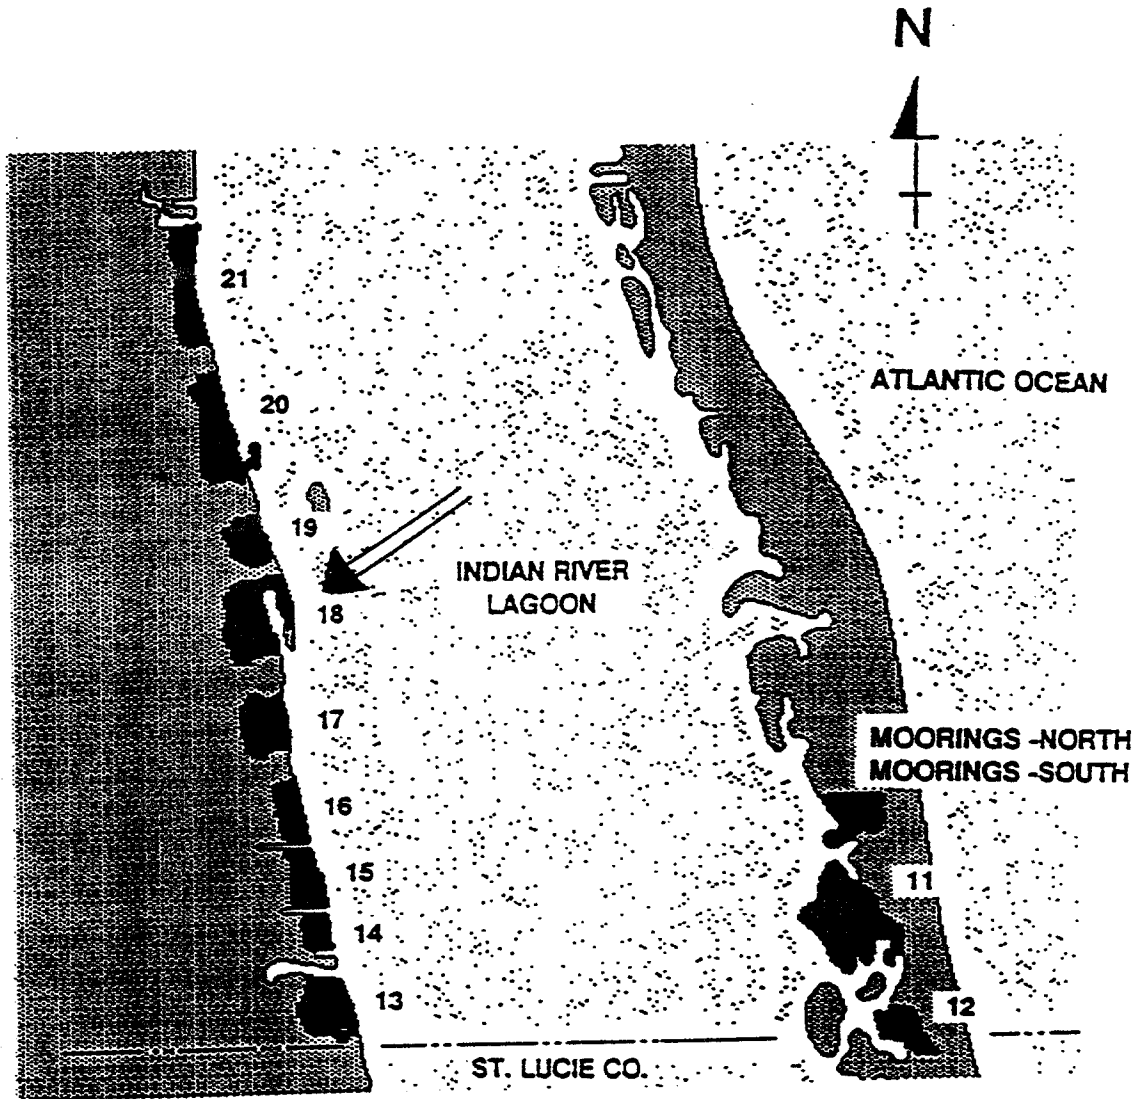 N
21
ATLANTIC OCEAN
20
19
INDIAN RIVER
LAGOON
18
17
MOORINGS -NORTH
MOORINGS -SOUTH
16
15
11
14
13
12
ST. LUCIE CO.